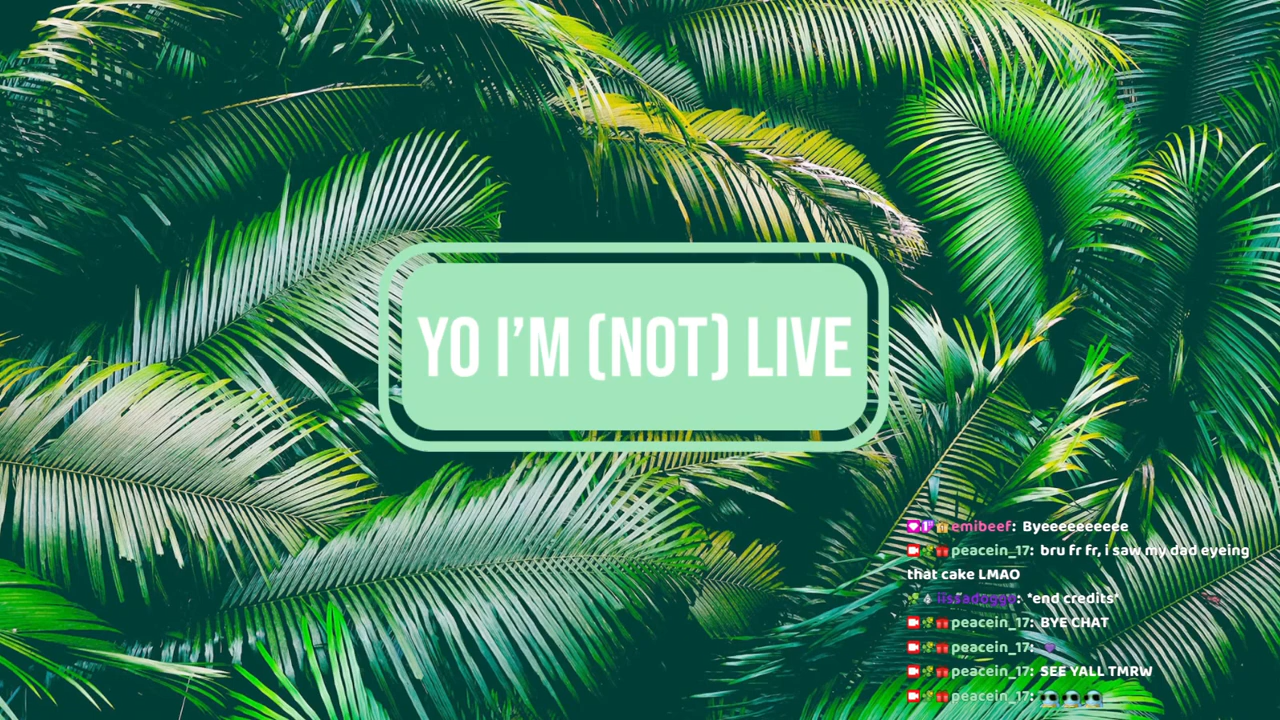 YO I'M (NOT) LIVE
emibeef: Byeeeeeeeeee
peacein_17: bru fr fr, i saw my dad eyeing
that cake LMAO
: *end credits*
peacein_17: BYE CHAT
peacein_17:
peacein_17: SEE YALL TMRW
peacein_17: